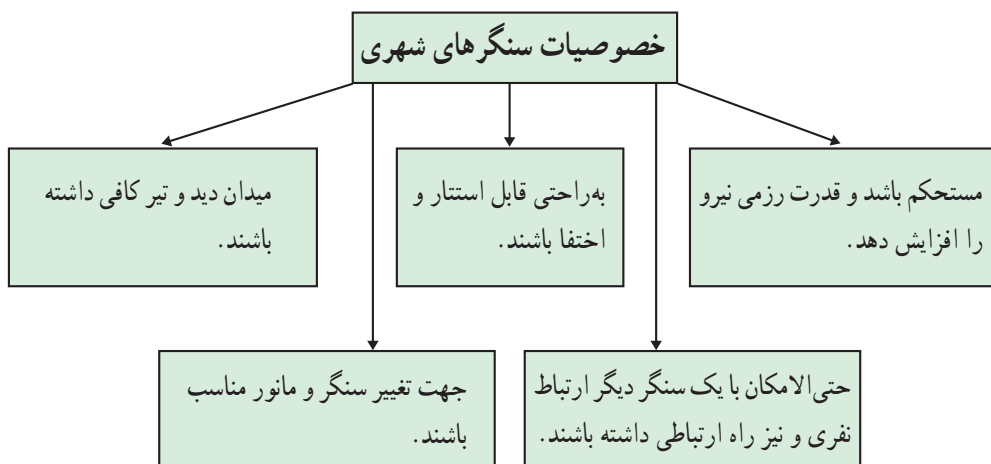 خصوصیات سنگرهای شهری
مستحکم باشد و قدرت رزمی نیرو
را افزایش دهد.
به‌راحتی قابل استتار و
اختفا باشند.
میدان دید و تیر کافی داشته
باشند.
حتی‌الامکان با یک سنگر دیگر ارتباط
نفری و نیز راه ارتباطی داشته باشند.
جهت تغییر سنگر و مانور مناسب
باشند.